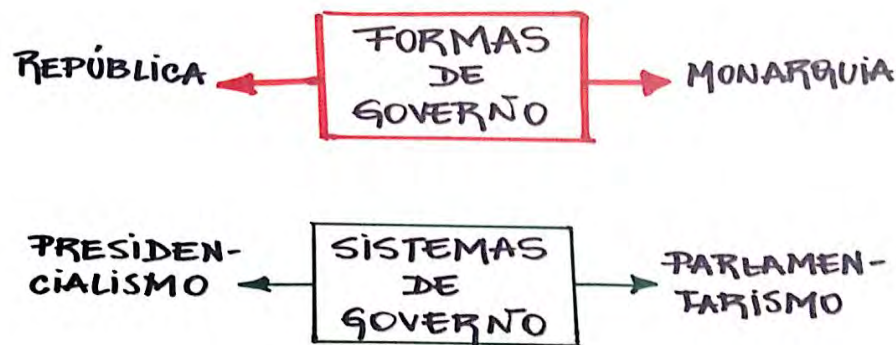 REPÚBLICA
FORMAS
DE
GOVERNO
MONARQUIA
PRESIDEN-
CIALISMO
SISTEMAS
DE
GOVERNO
PARLAMEN-
TARISMO